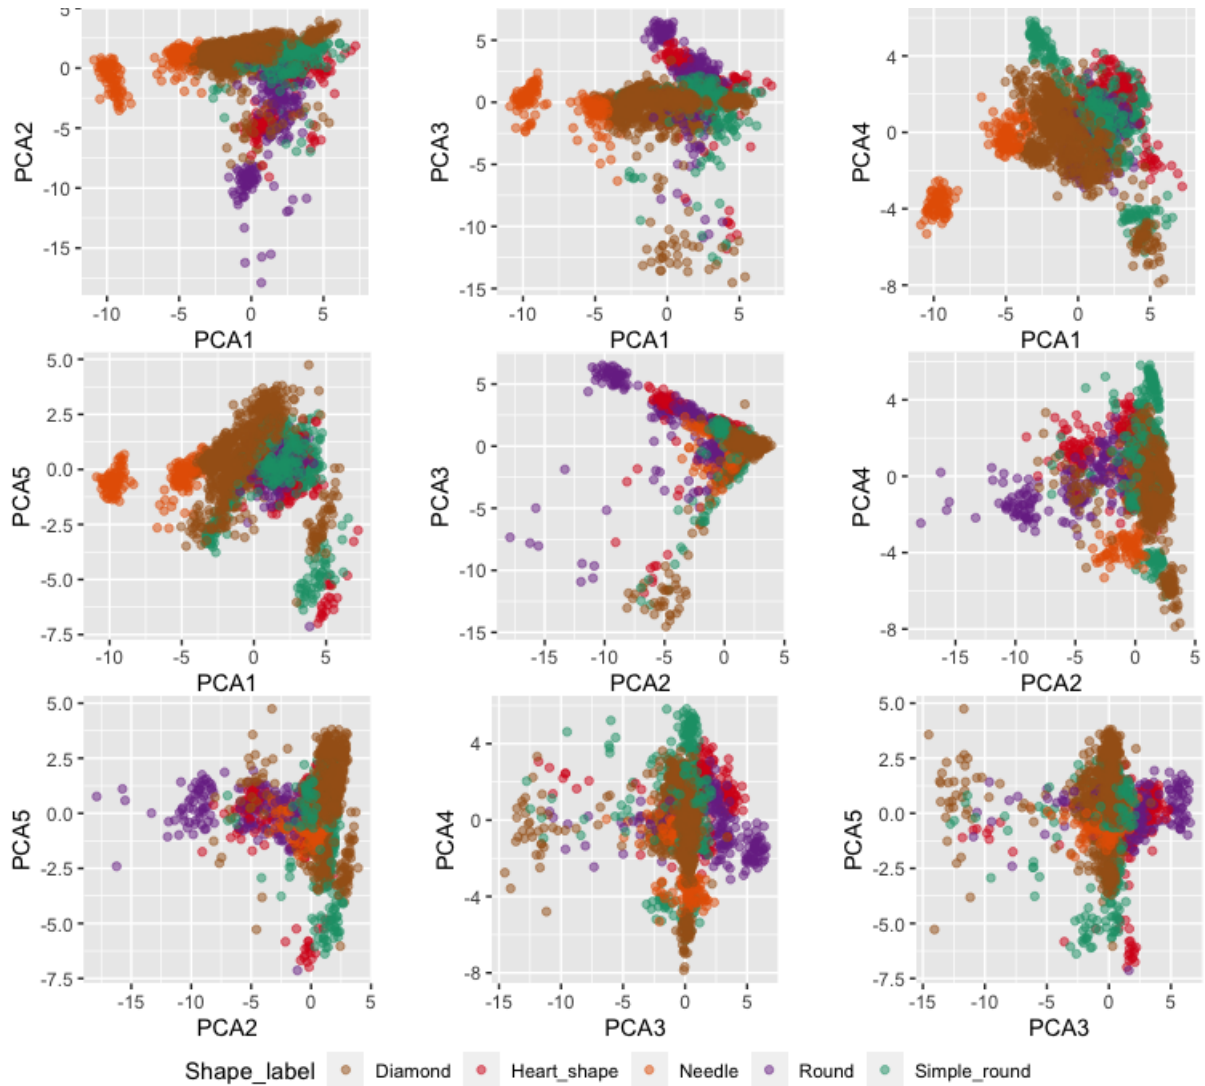 5
0
-5
-10
-15
PCA2
-10 -5 0 5
PCA1
5
0
-5
-10
-15
PCA3
-10 -5 0 5
PCA1
4
0
-4
-8
PCA4
-10 -5 0 5
PCA1
5.0
2.5
0.0
-2.5
-5.0
-7.5
PCA5
-10 -5 0 5
PCA1
5
0
-5
-10
-15
PCA3
-15 -10 -5 0 5
PCA2
4
0
-4
-8
PCA4
-15 -10 -5 0 5
PCA2
5.0
2.5
0.0
-2.5
-5.0
-7.5
PCA5
-15 -10 -5 0 5
PCA2
4
0
-4
-8
PCA4
-15 -10 -5 0 5
PCA3
5.0
2.5
0.0
-2.5
-5.0
-7.5
PCA5
-15 -10 -5 0 5
PCA3
Shape_label Diamond Heart_shape Needle Round Simple_round